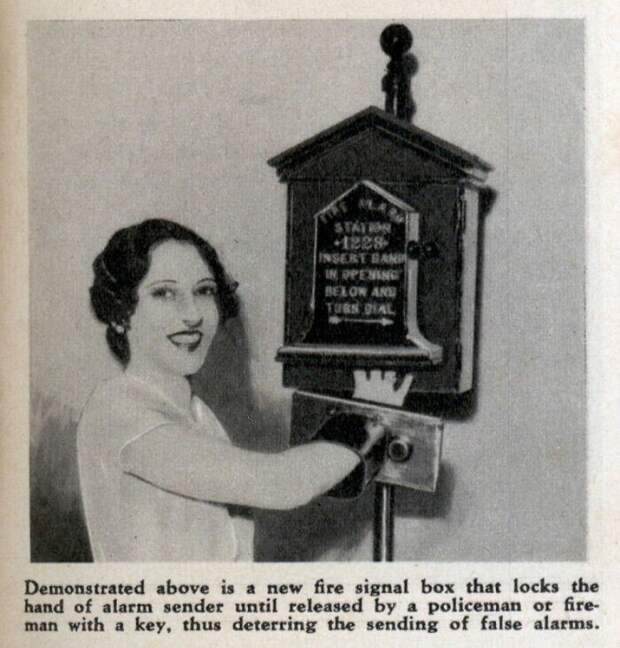 FIRE ALARM
STATION
-1228-
INSERT HAND
IN OPENING
BELOW AND
TURN DIAL
Demonstrated above is a new fire signal box that locks the
hand of alarm sender until released by a policeman or fire-
man with a key, thus deterring the sending of false alarms.